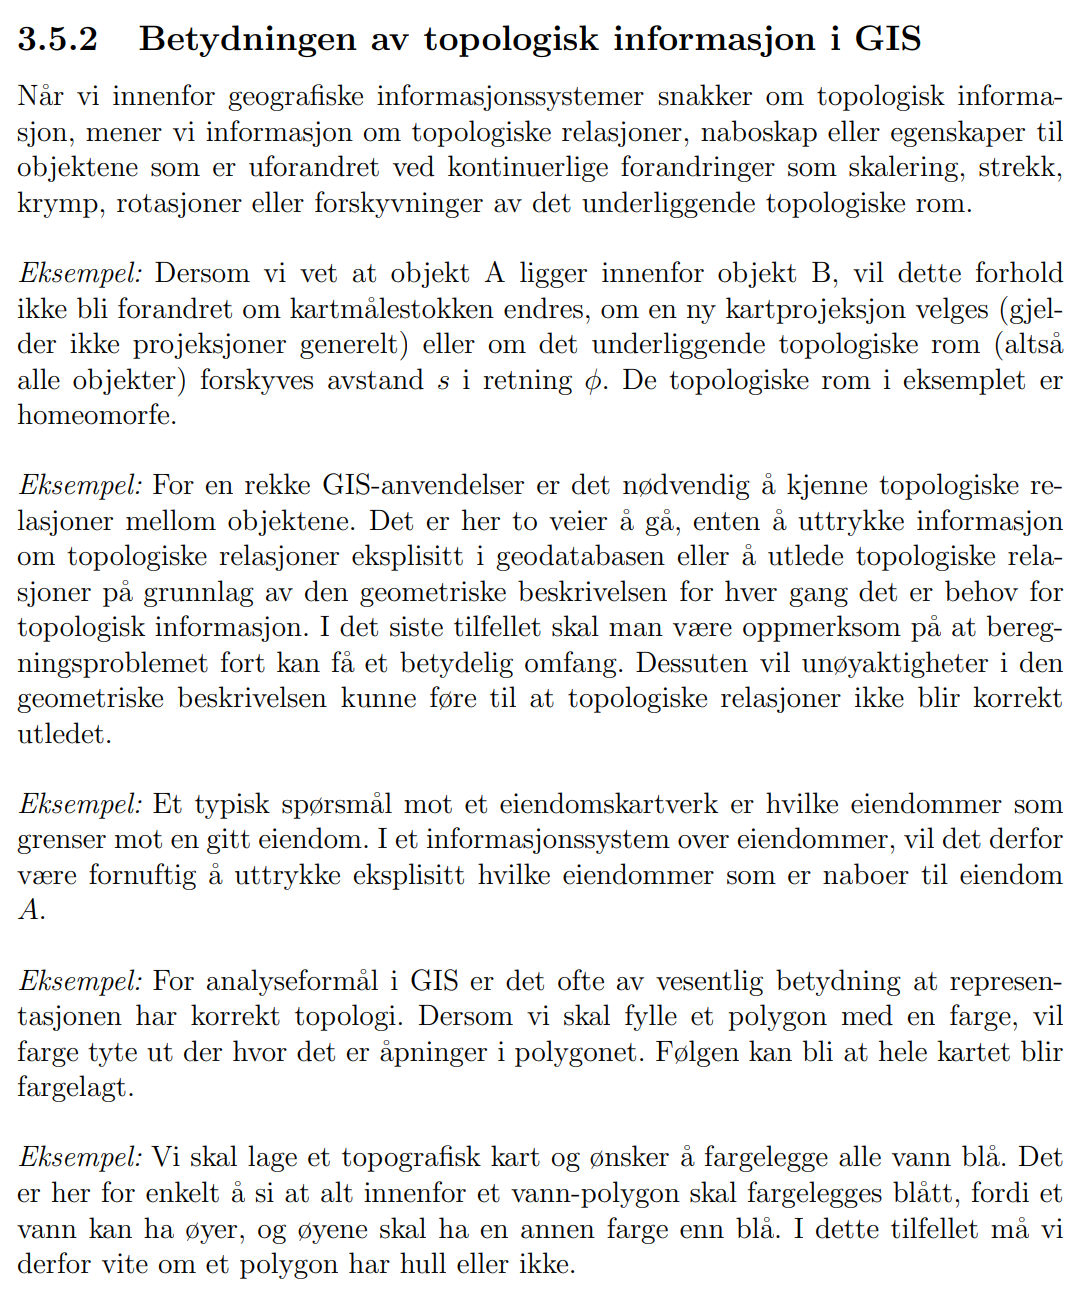 3.5.2 Betydningen av topologisk informasjon i GIS
Når vi innenfor geografiske informasjonssystemer snakker om topologisk informa-
sjon, mener vi informasjon om topologiske relasjoner, naboskap eller egenskaper til
objektene som er uforandret ved kontinuerlige forandringer som skalering, strekk,
krymp, rotasjoner eller forskyvninger av det underliggende topologiske rom.
Eksempel: Dersom vi vet at objekt A ligger innenfor objekt B, vil dette forhold
ikke bli forandret om kartmålestokken endres, om en ny kartprojeksjon velges (gjel-
der ikke projeksjoner generelt) eller om det underliggende topologiske rom (altså
alle objekter) forskyves avstand s i retning ϕ. De topologiske rom i eksemplet er
homeomorfe.
Eksempel: For en rekke GIS-anvendelser er det nødvendig å kjenne topologiske re-
lasjoner mellom objektene. Det er her to veier å gå, enten å uttrykke informasjon
om topologiske relasjoner eksplisitt i geodatabasen eller å utlede topologiske rela-
sjoner på grunnlag av den geometriske beskrivelsen for hver gang det er behov for
topologisk informasjon. I det siste tilfellet skal man være oppmerksom på at bereg-
ningsproblemet fort kan få et betydelig omfang. Dessuten vil unøyaktigheter i den
geometriske beskrivelsen kunne føre til at topologiske relasjoner ikke blir korrekt
utledet.
Eksempel: Et typisk spørsmål mot et eiendomskartverk er hvilke eiendommer som
grenser mot en gitt eiendom. I et informasjonssystem over eiendommer, vil det derfor
være fornuftig å uttrykke eksplisitt hvilke eiendommer som er naboer til eiendom
A.
Eksempel: For analyseformål i GIS er det ofte av vesentlig betydning at represen-
tasjonen har korrekt topologi. Dersom vi skal fylle et polygon med en farge, vil
farge tyte ut der hvor det er åpninger i polygonet. Følgen kan bli at hele kartet blir
fargelagt.
Eksempel: Vi skal lage et topografisk kart og ønsker å fargelegge alle vann blå. Det
er her for enkelt å si at alt innenfor et vann-polygon skal fargelegges blått, fordi et
vann kan ha øyer, og øyene skal ha en annen farge enn blå. I dette tilfellet må vi
derfor vite om et polygon har hull eller ikke.